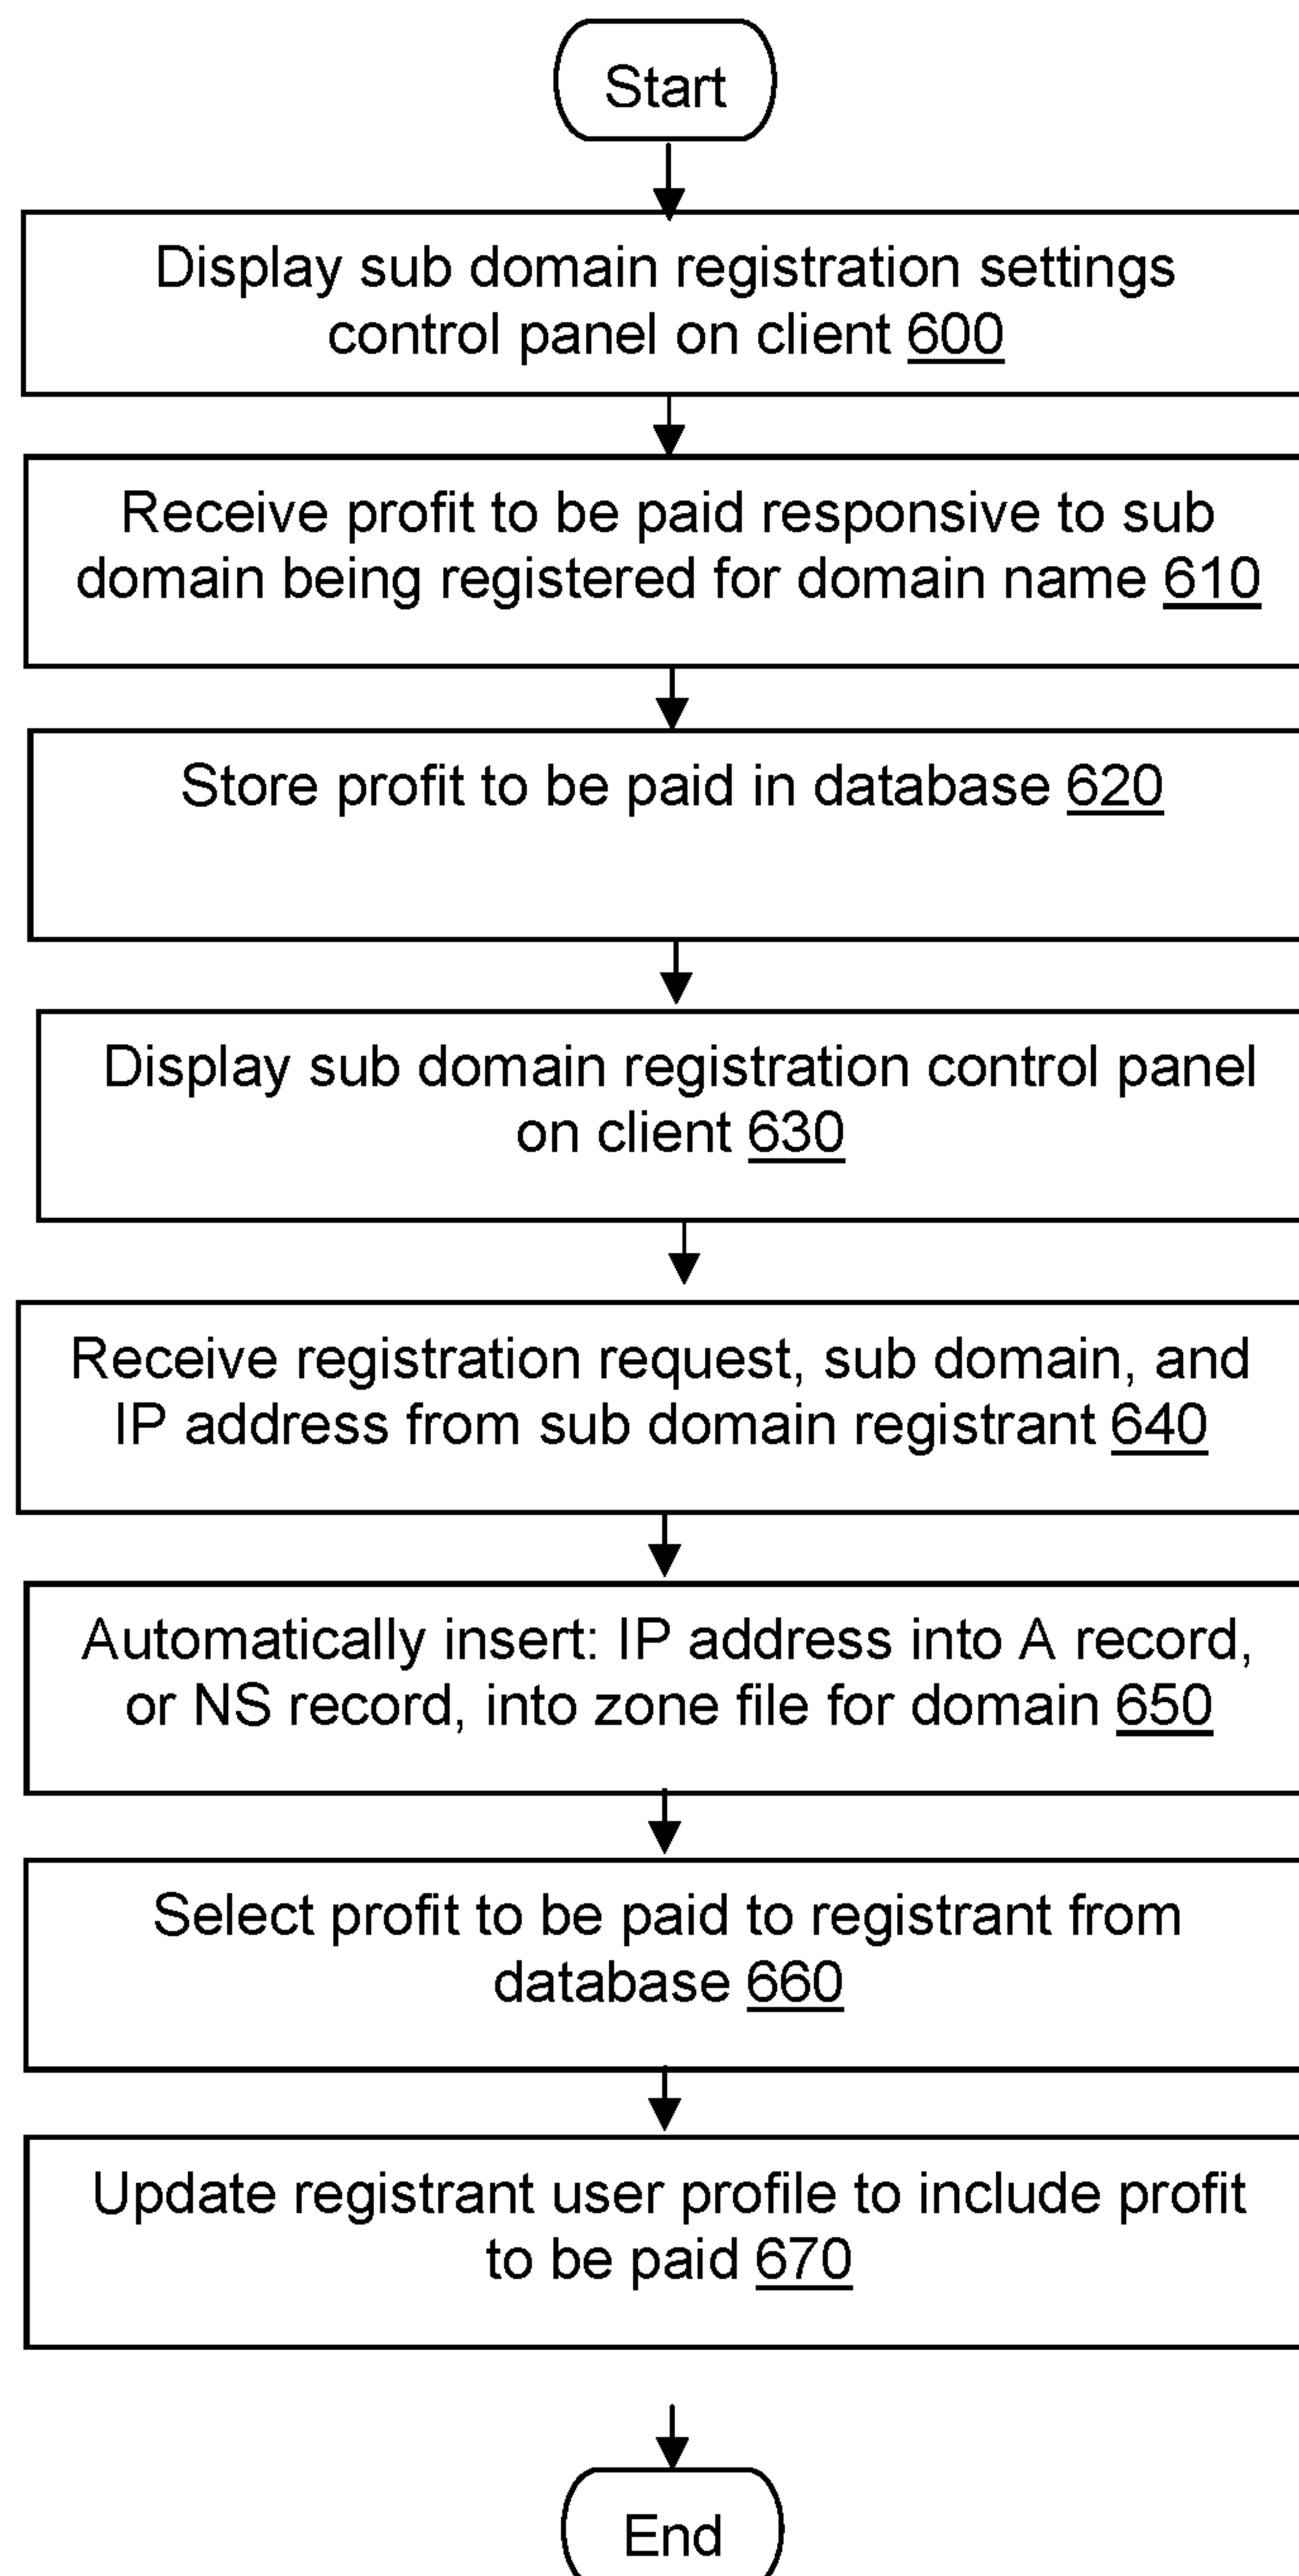 Start
Display sub domain registration settings
control panel on client 600
Receive profit to be paid responsive to sub
domain being registered for domain name 610
Store profit to be paid in database 620
Display sub domain registration control panel
on client 630
Receive registration request, sub domain, and
IP address from sub domain registrant 640
Automatically insert: IP address into A record,
or NS record, into zone file for domain 650
Select profit to be paid to registrant from
database 660
Update registrant user profile to include profit
to be paid 670
End